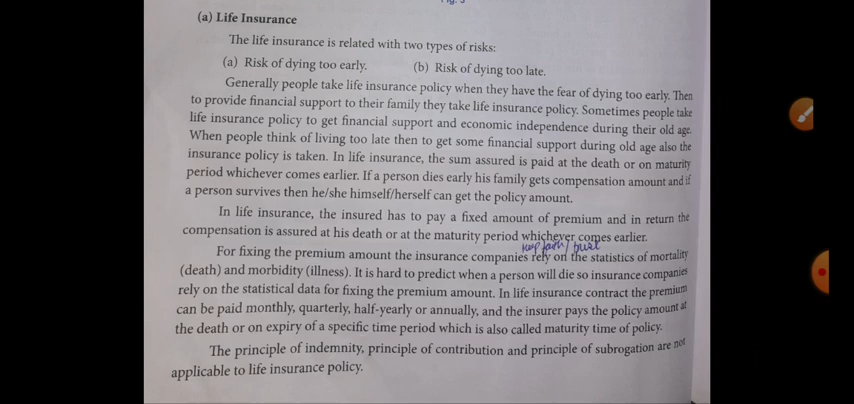 Fig. 3
(a) Life Insurance
The life insurance is related with two types of risks:
(a) Risk of dying too early. (b) Risk of dying too late.
Generally people take life insurance policy when they have the fear of dying too early. Then
to provide financial support to their family they take life insurance policy. Sometimes people take
life insurance policy to get financial support and economic independence during their old age.
When people think of living too late then to get some financial support during old age also the
insurance policy is taken. In life insurance, the sum assured is paid at the death or on maturity
period whichever comes earlier. If a person dies early his family gets compensation amount and if
a person survives then he/she himself/herself can get the policy amount.
In life insurance, the insured has to pay a fixed amount of premium and in return the
compensation is assured at his death or at the maturity period whichever comes earlier.
keep faith/trust
For fixing the premium amount the insurance companies rely on the statistics of mortality
(death) and morbidity (illness). It is hard to predict when a person will die so insurance companies
rely on the statistical data for fixing the premium amount. In life insurance contract the premium
can be paid monthly, quarterly, half-yearly or annually, and the insurer pays the policy amount at
the death or on expiry of a specific time period which is also called maturity time of policy.
The principle of indemnity, principle of contribution and principle of subrogation are not
applicable to life insurance policy.